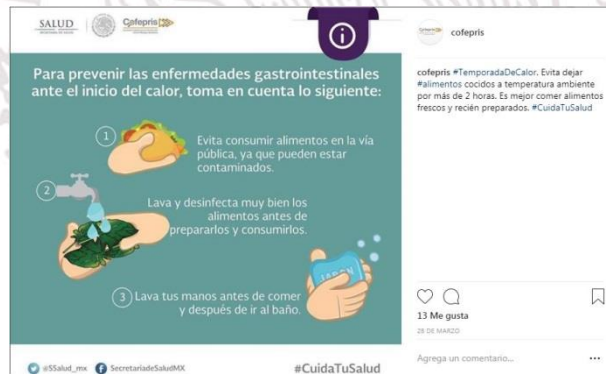 SALUD
Cofepris
Para prevenir las enfermedades gastrointestinales
ante el inicio del calor, toma en cuenta lo siguiente:
1
Evita consumir alimentos en la vía
pública, ya que pueden estar
contaminados.
2
Lava y desinfecta muy bien los
alimentos antes de
prepararlos y consumirlos.
JABON
3 Lava tus manos antes de comer
y después de ir al baño.
@SSalud_mx SecretariadeSaludMX #CuidaTuSalud
cofepris
cofepris #TemporadaDeCalor. Evita dejar
#alimentos cocidos a temperatura ambiente
por más de 2 horas. Es mejor comer alimentos
frescos y recién preparados. #CuidaTuSalud
13 Me gusta
28 DE MARZO
Agrega un comentario...